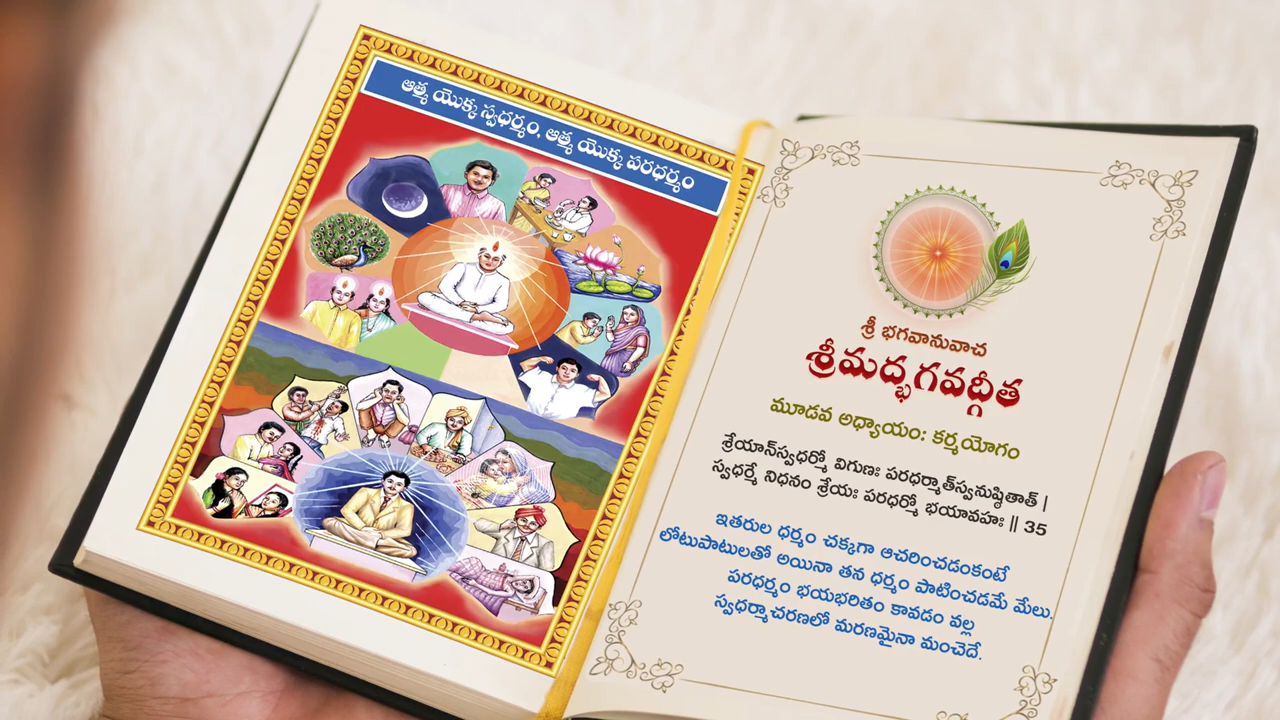 ఆత్మ యొక్క స్వధర్మం, ఆత్మ యొక్క పరధర్మం
శ్రీ భగవానువాచ
శ్రీమద్భగవద్గీత
మూడవ అధ్యాయం: కర్మయోగం
శ్రేయాన్‌స్వధర్మో విగుణః పరధర్మాత్‌స్వనుష్ఠితాత్ |
స్వధర్మే నిధనం శ్రేయః పరధర్మో భయావహః || 35
ఇతరుల ధర్మం చక్కగా ఆచరించడంకంటే
లోటుపాటులతో అయినా తన ధర్మం పాటించడమే మేలు.
పరధర్మం భయభరితం కావడం వల్ల
స్వధర్మాచరణలో మరణమైనా మంచిదే.